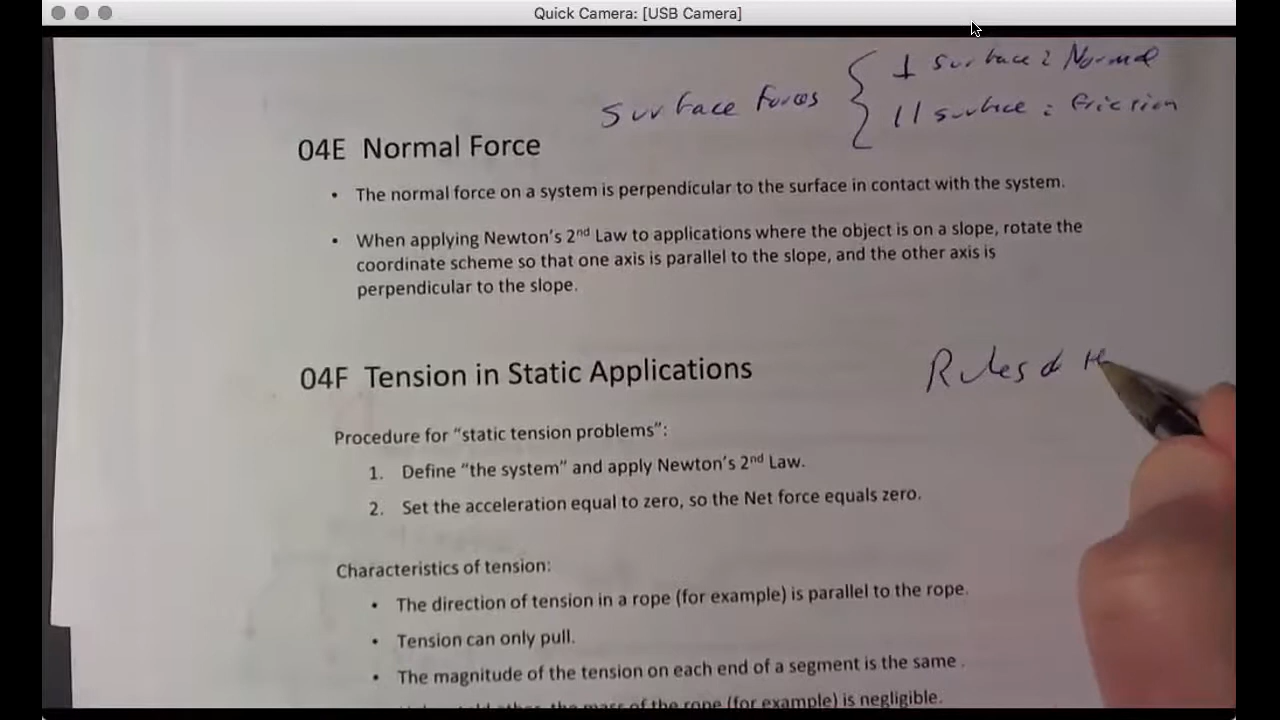 Quick Camera: [USB Camera]
Surface Forces { ⊥ surface : Normal
|| surface : Friction
04E Normal Force
• The normal force on a system is perpendicular to the surface in contact with the system.
• When applying Newton's 2nd Law to applications where the object is on a slope, rotate the
coordinate scheme so that one axis is parallel to the slope, and the other axis is
perpendicular to the slope.
04F Tension in Static Applications
Rules of
Procedure for “static tension problems”:
1. Define “the system” and apply Newton's 2nd Law.
2. Set the acceleration equal to zero, so the Net force equals zero.
Characteristics of tension:
• The direction of tension in a rope (for example) is parallel to the rope.
• Tension can only pull.
• The magnitude of the tension on each end of a segment is the same .
the mass of the rope (for example) is negligible.